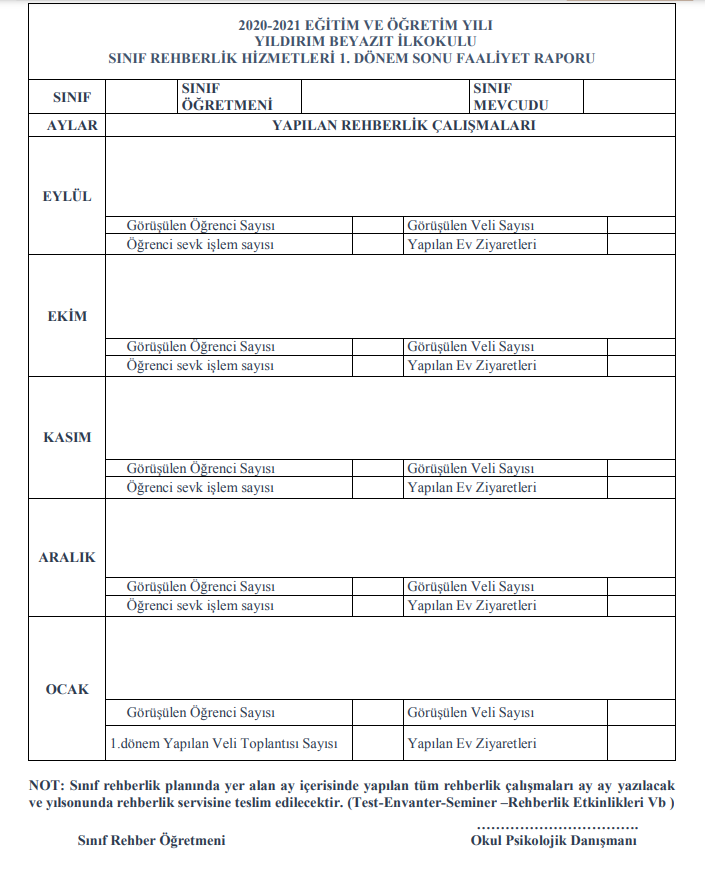 2020-2021 EĞİTİM VE ÖĞRETİM YILI
YILDIRIM BEYAZIT İLKOKULU
SINIF REHBERLİK HİZMETLERİ 1. DÖNEM SONU FAALİYET RAPORU
SINIF
SINIF ÖĞRETMENİ
SINIF MEVCUDU
AYLAR YAPILAN REHBERLİK ÇALIŞMALARI
EYLÜL
Görüşülen Öğrenci Sayısı Görüşülen Veli Sayısı
Öğrenci sevk işlem sayısı Yapılan Ev Ziyaretleri
EKİM
Görüşülen Öğrenci Sayısı Görüşülen Veli Sayısı
Öğrenci sevk işlem sayısı Yapılan Ev Ziyaretleri
KASIM
Görüşülen Öğrenci Sayısı Görüşülen Veli Sayısı
Öğrenci sevk işlem sayısı Yapılan Ev Ziyaretleri
ARALIK
Görüşülen Öğrenci Sayısı Görüşülen Veli Sayısı
Öğrenci sevk işlem sayısı Yapılan Ev Ziyaretleri
OCAK
Görüşülen Öğrenci Sayısı Görüşülen Veli Sayısı
1.dönem Yapılan Veli Toplantısı Sayısı Yapılan Ev Ziyaretleri
NOT: Sınıf rehberlik planında yer alan ay içerisinde yapılan tüm rehberlik çalışmaları ay ay yazılacak
ve yılsonunda rehberlik servisine teslim edilecektir. (Test-Envanter-Seminer –Rehberlik Etkinlikleri Vb )
……………………………..
Sınıf Rehber Öğretmeni Okul Psikolojik Danışmanı